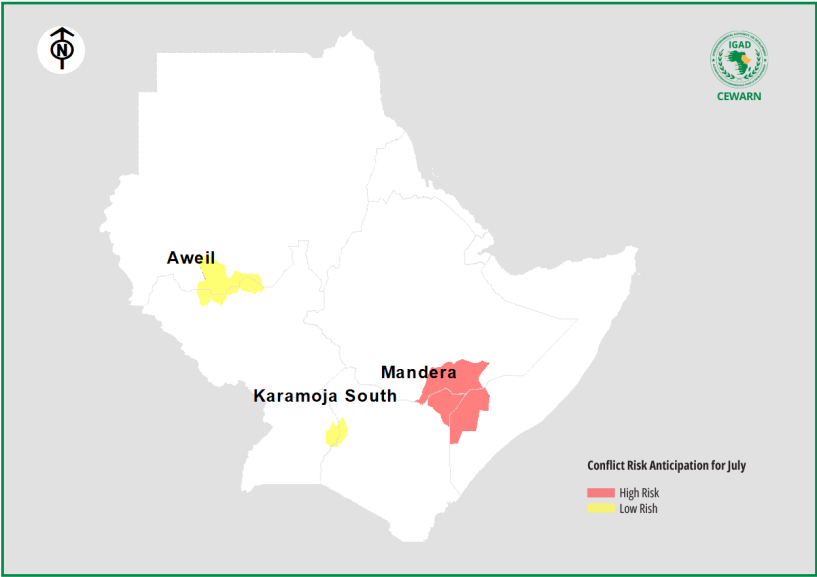 N
IGAD
CEWARN
Aweil
Mandera
Karamoja South
Conflict Risk Anticipation for July
High Risk
Low Rish